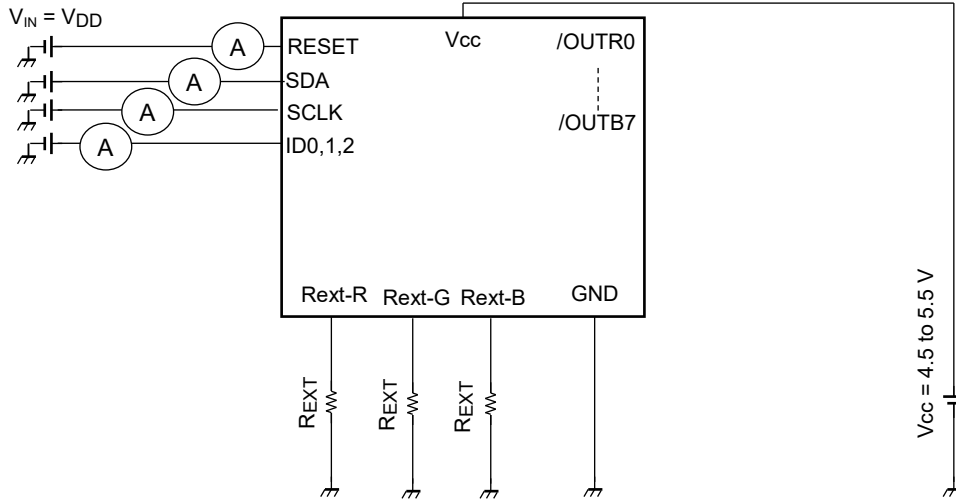 VIN = VDD
A
RESET
Vcc
/OUTR0
A
SDA
A
SCLK
/OUTB7
A
ID0,1,2
Rext-R
Rext-G
Rext-B
GND
REXT
REXT
REXT
Vcc = 4.5 to 5.5 V